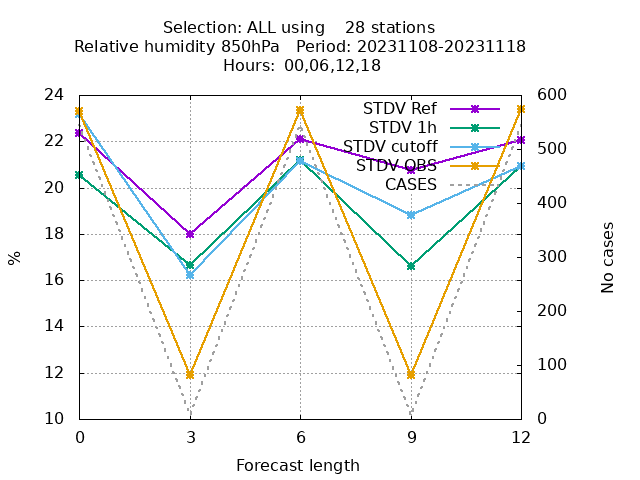 Selection: ALL using    28 stations
Relative humidity 850hPa   Period: 20231108-20231118
Hours: 00,06,12,18
24 600
STDV Ref
STDV 1h
22 500
STDV cutoff
STDV OBS
20 CASES
400
18
% 300 No cases
16
200
14
12 100
10 0
0 3 6 9 12
Forecast length